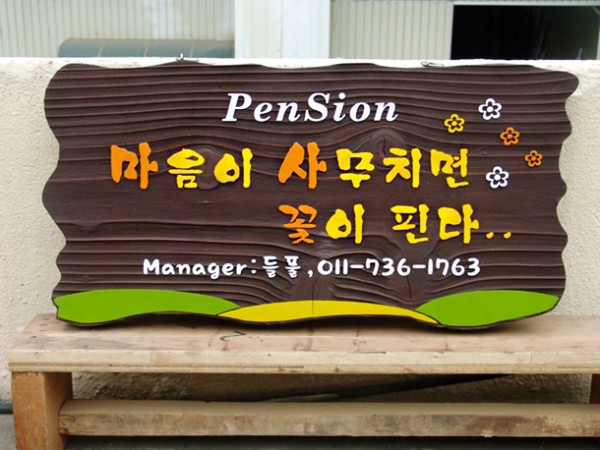 PenSion
마음이 사무치면
꽃이 핀다..
Manager:들풀,011-736-1763